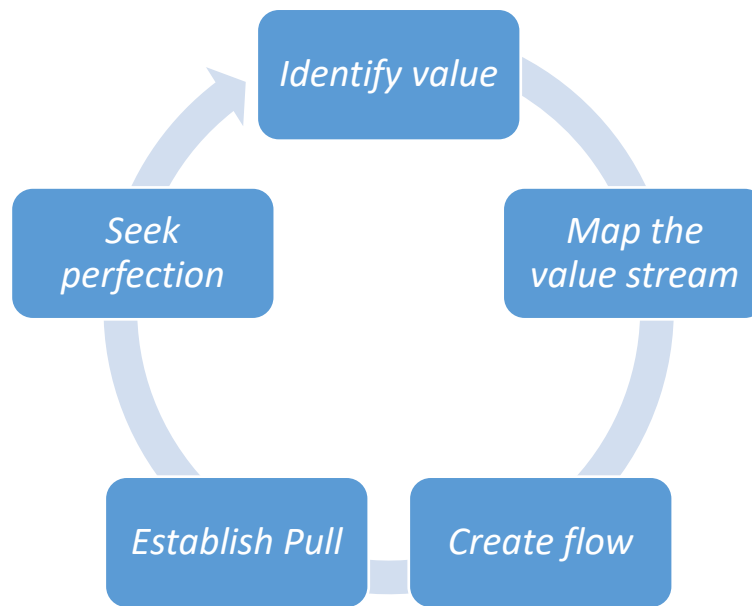 Identify value
Map the
value stream
Create flow
Establish Pull
Seek
perfection